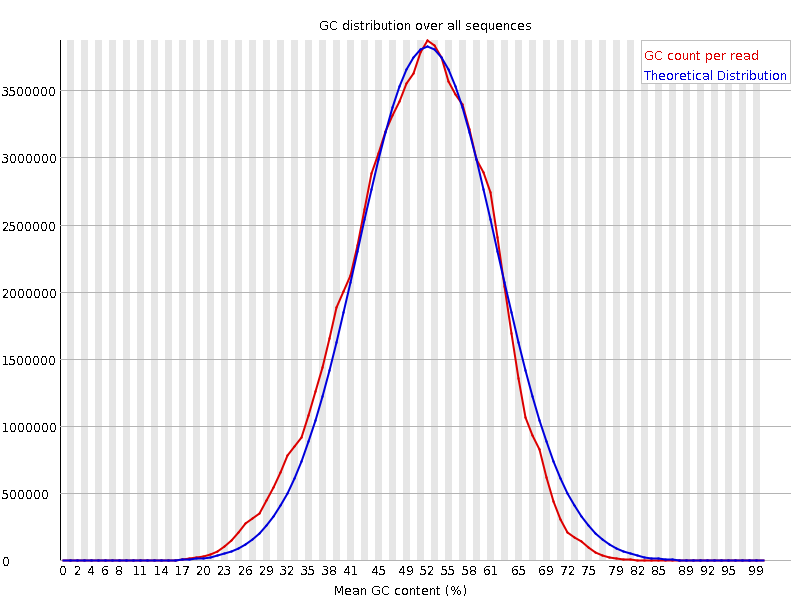 GC distribution over all sequences
GC count per read
Theoretical Distribution
3500000
3000000
2500000
2000000
1500000
1000000
500000
0
0 2 4 6 8 11 14 17 20 23 26 29 32 35 38 41 45 49 52 55 58 61 65 69 72 75 79 82 85 89 92 95 99
Mean GC content (%)